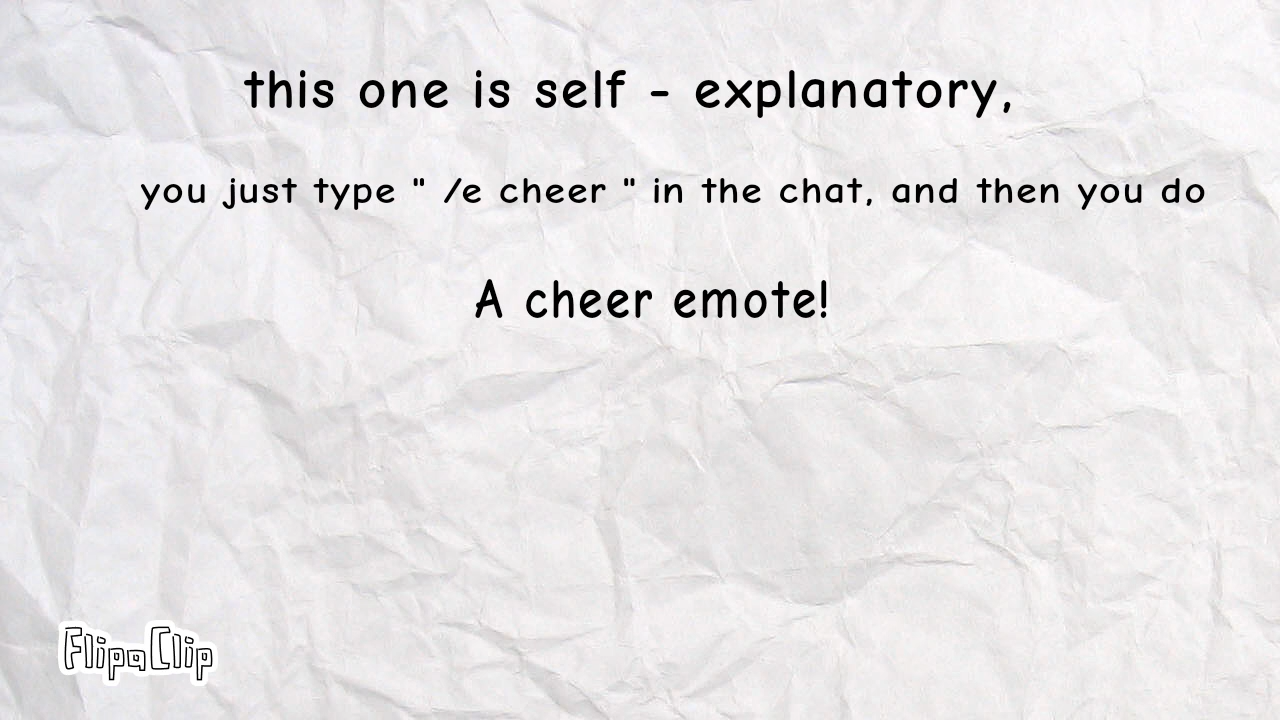 this one is self - explanatory,
you just type " /e cheer " in the chat, and then you do
A cheer emote!
FlipaClip